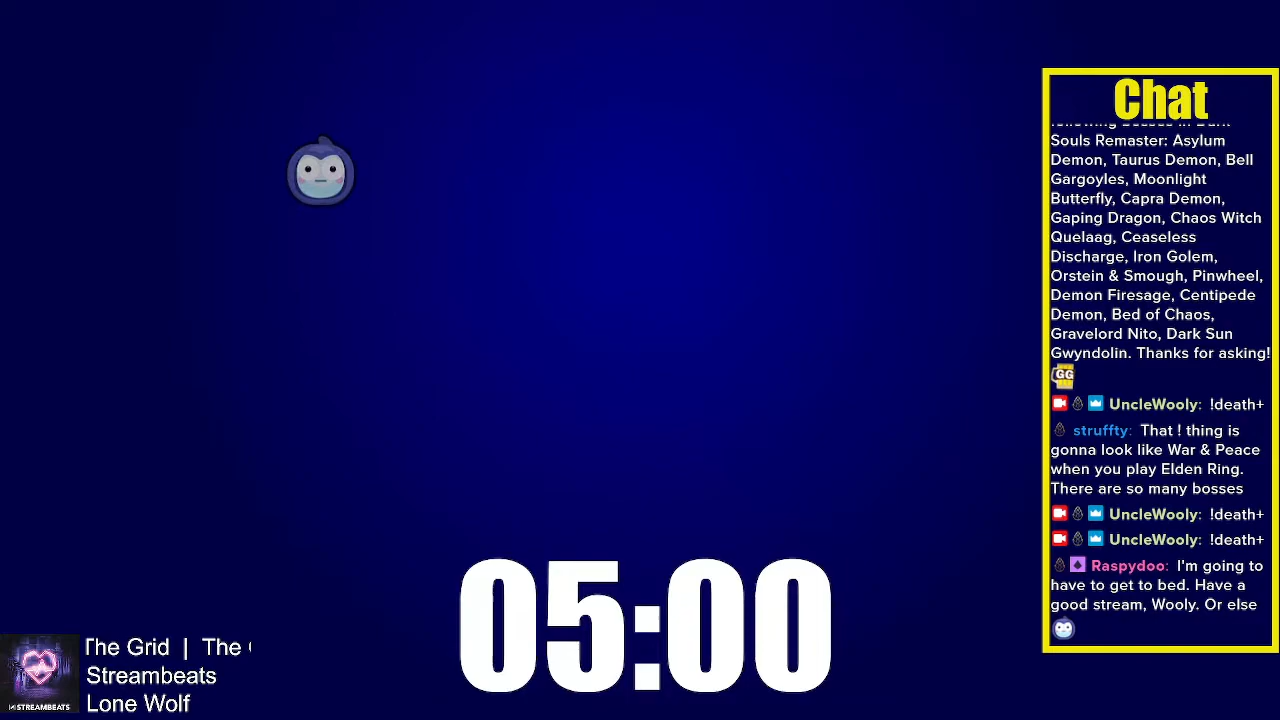 Chat
Souls Remaster: Asylum
Demon, Taurus Demon, Bell
Gargoyles, Moonlight
Butterfly, Capra Demon,
Gaping Dragon, Chaos Witch
Quelaag, Ceaseless
Discharge, Iron Golem,
Orstein & Smough, Pinwheel,
Demon Firesage, Centipede
Demon, Bed of Chaos,
Gravelord Nito, Dark Sun
Gwyndolin. Thanks for asking!
GG
UncleWooly: !death+
struffty: That ! thing is
gonna look like War & Peace
when you play Elden Ring.
There are so many bosses
UncleWooly: !death+
UncleWooly: !death+
Raspydoo: I'm going to
have to get to bed. Have a
good stream, Wooly. Or else
05:00
The Grid | The
Streambeats
Lone Wolf
STREAMBEATS